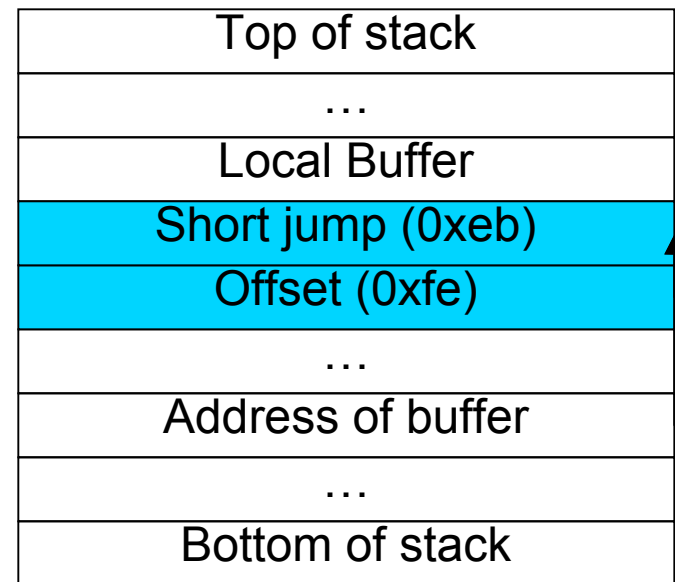 Top of stack
…
Local Buffer
Short jump (0xeb)
Offset (0xfe)
…
Address of buffer
…
Bottom of stack